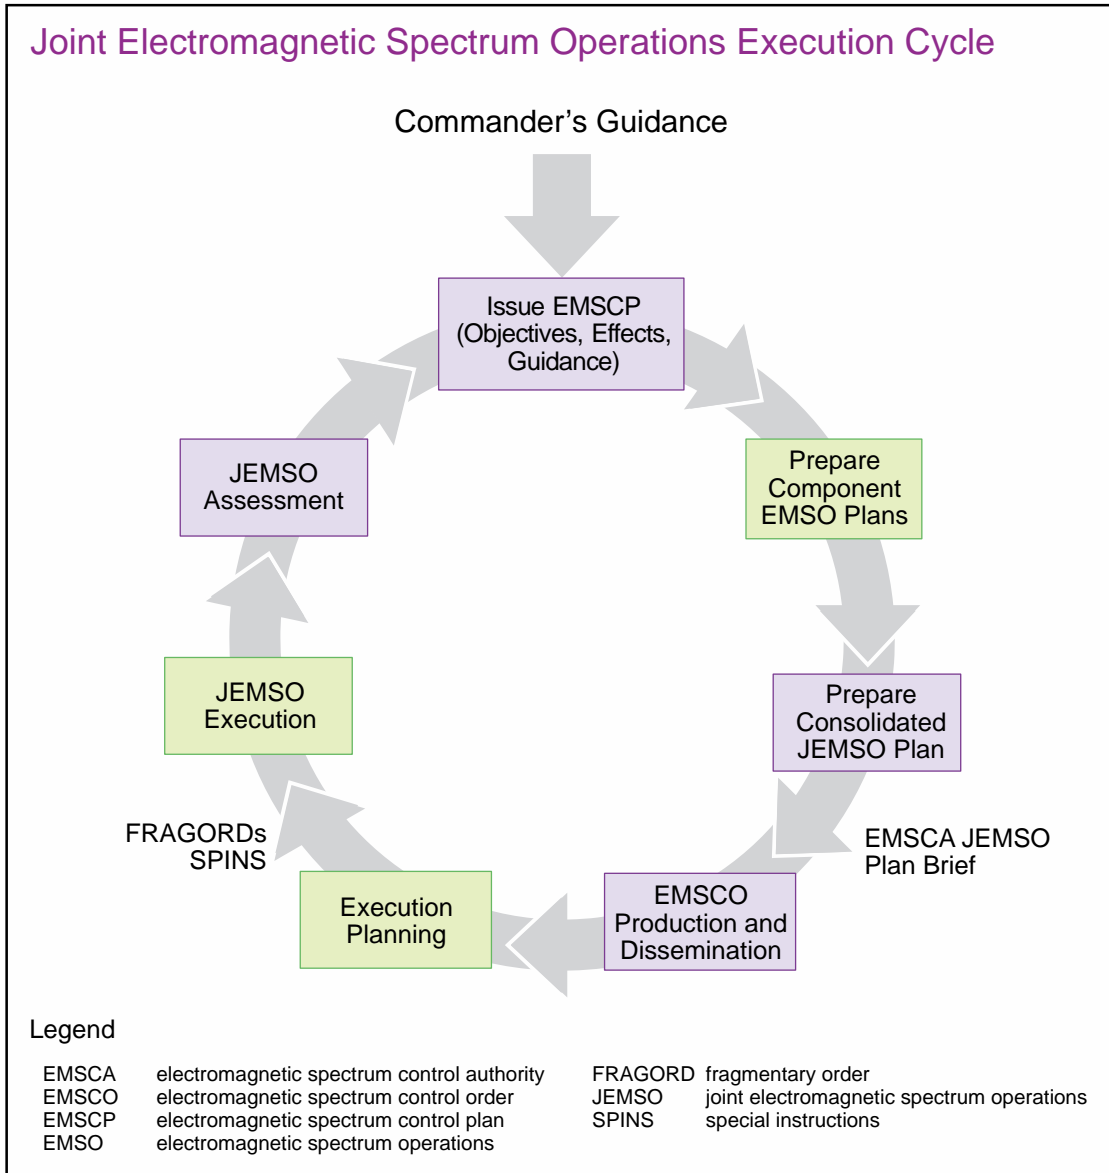 Joint Electromagnetic Spectrum Operations Execution Cycle
Commander's Guidance
Issue EMSCP
(Objectives, Effects,
Guidance)
Prepare
Component
EMSO Plans
Prepare
Consolidated
JEMSO Plan
EMSCA JEMSO
Plan Brief
EMSCO
Production and
Dissemination
Execution
Planning
FRAGORDs
SPINS
JEMSO
Execution
JEMSO
Assessment
Legend
EMSCA electromagnetic spectrum control authority
EMSCO electromagnetic spectrum control order
EMSCP electromagnetic spectrum control plan
EMSO electromagnetic spectrum operations
FRAGORD fragmentary order
JEMSO joint electromagnetic spectrum operations
SPINS special instructions